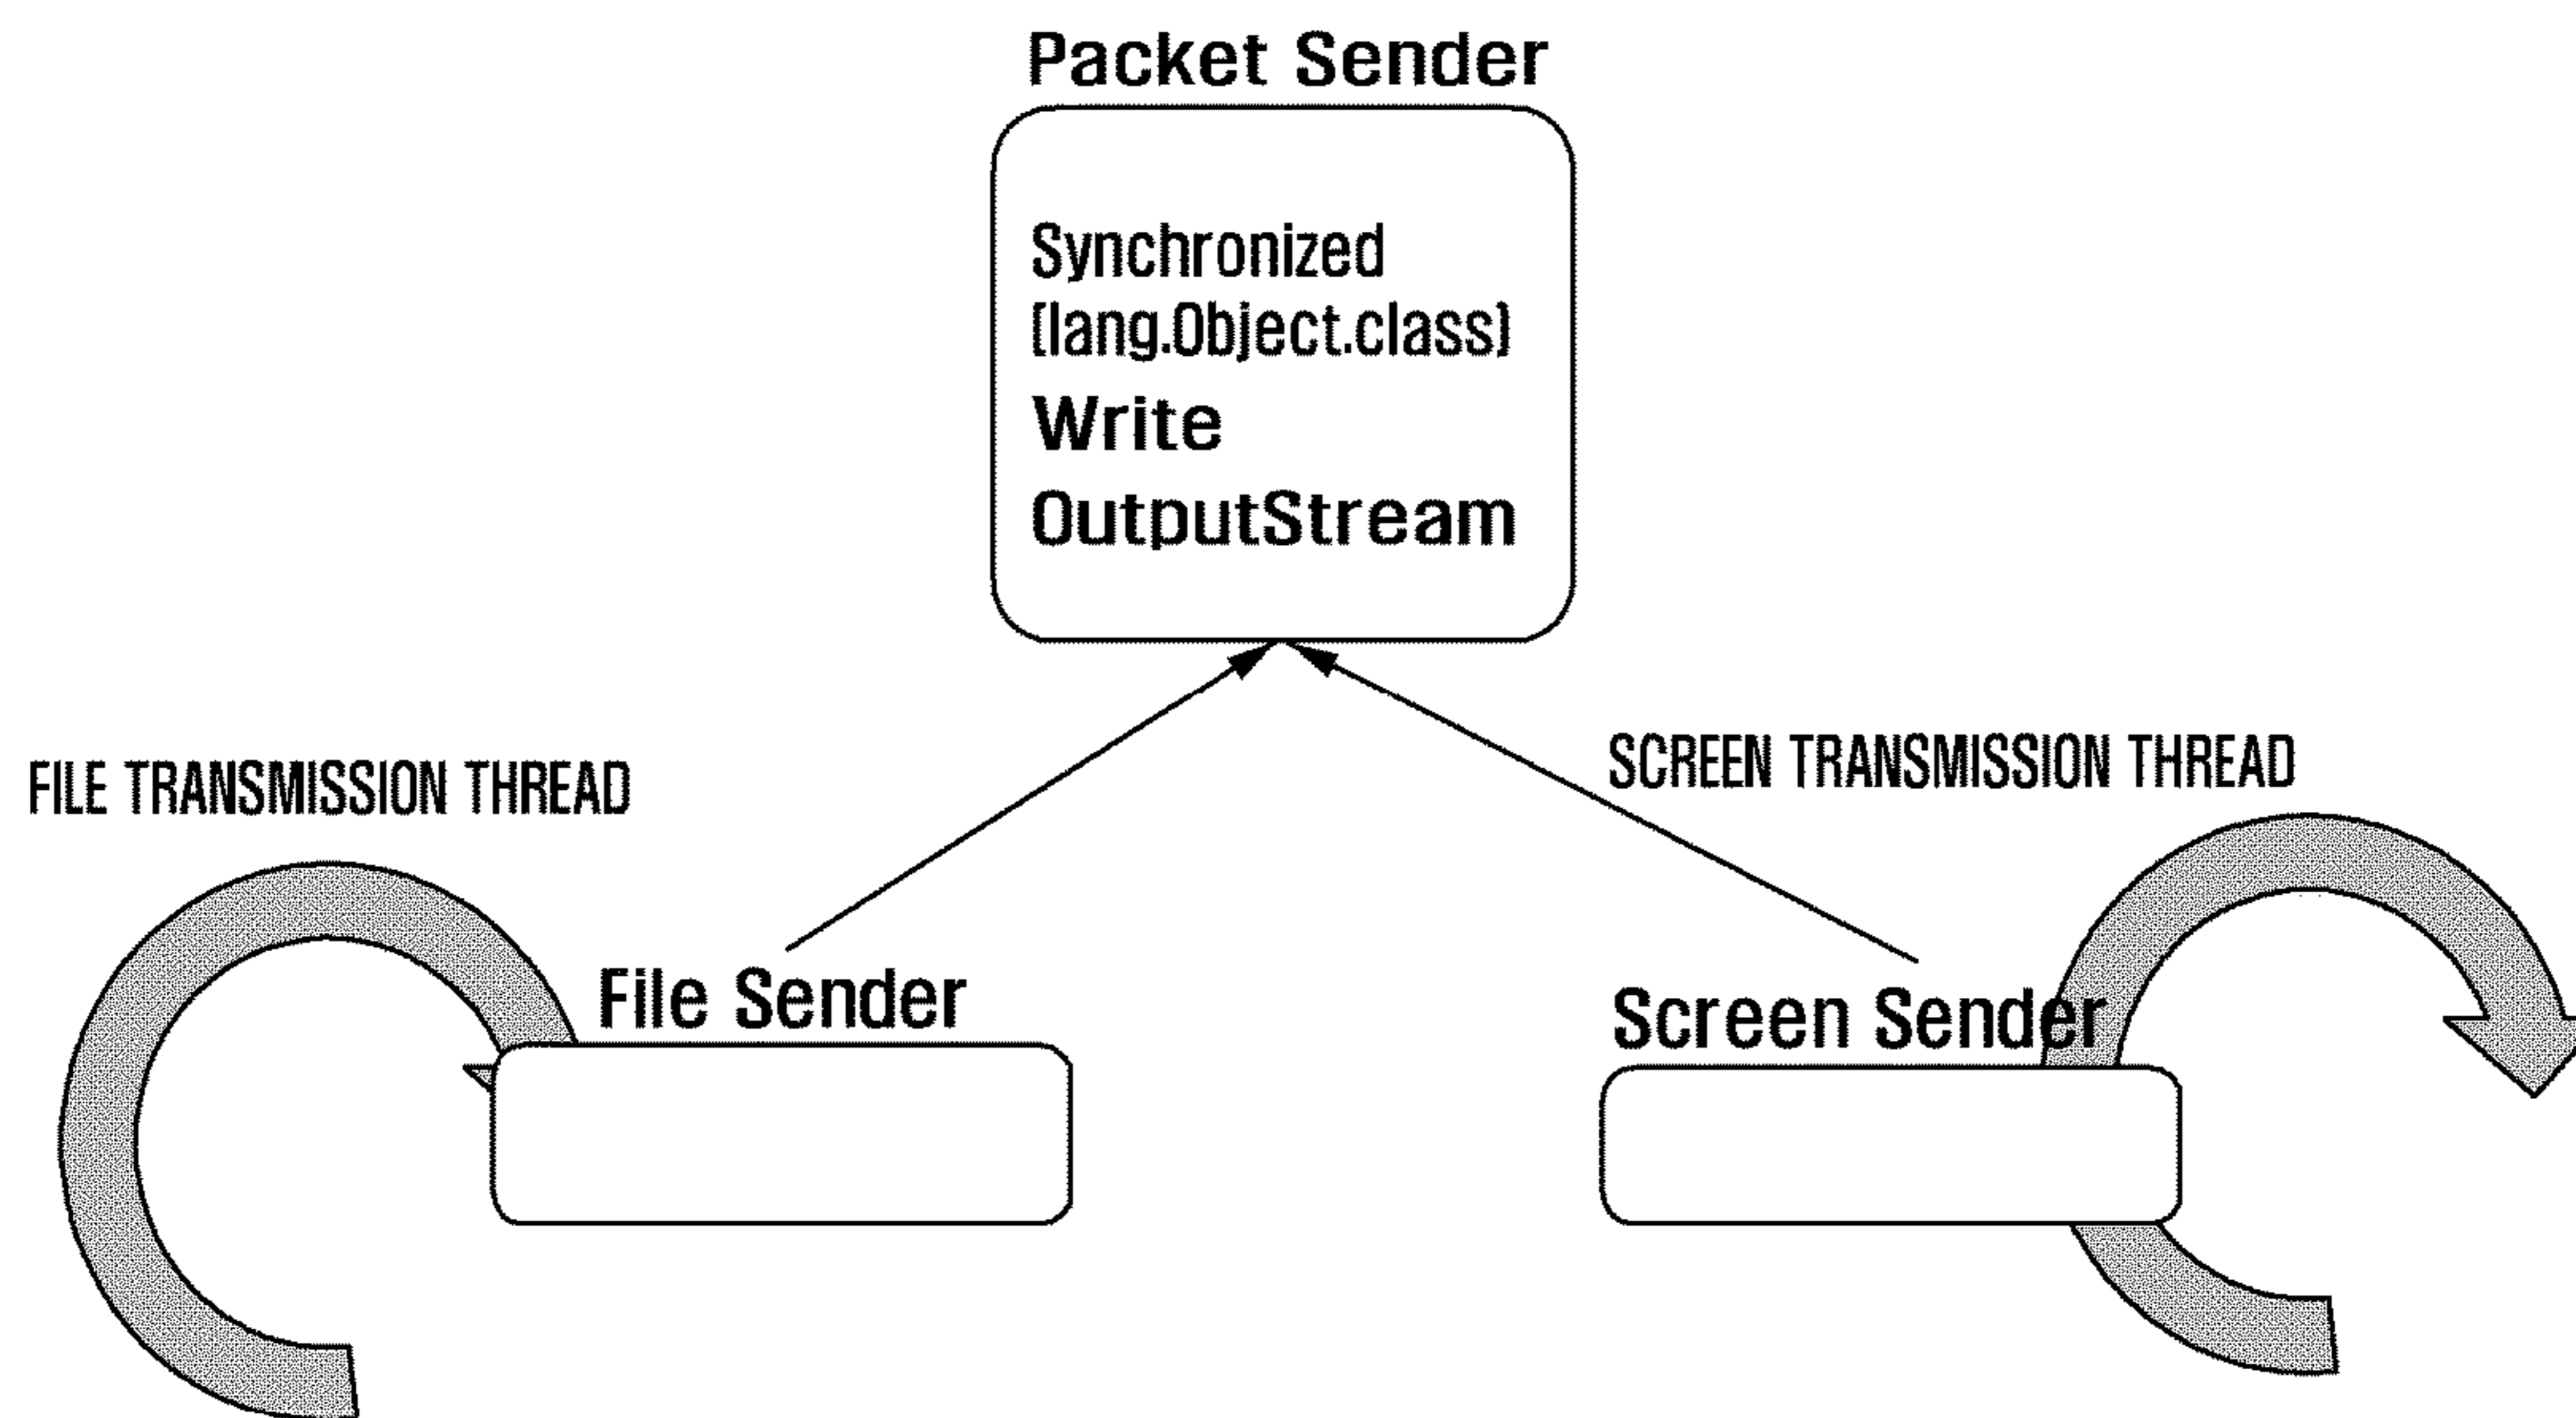 Packet Sender
Synchronized
(lang.Object.class)
Write
OutputStream
FILE TRANSMISSION THREAD
SCREEN TRANSMISSION THREAD
File Sender
Screen Sender